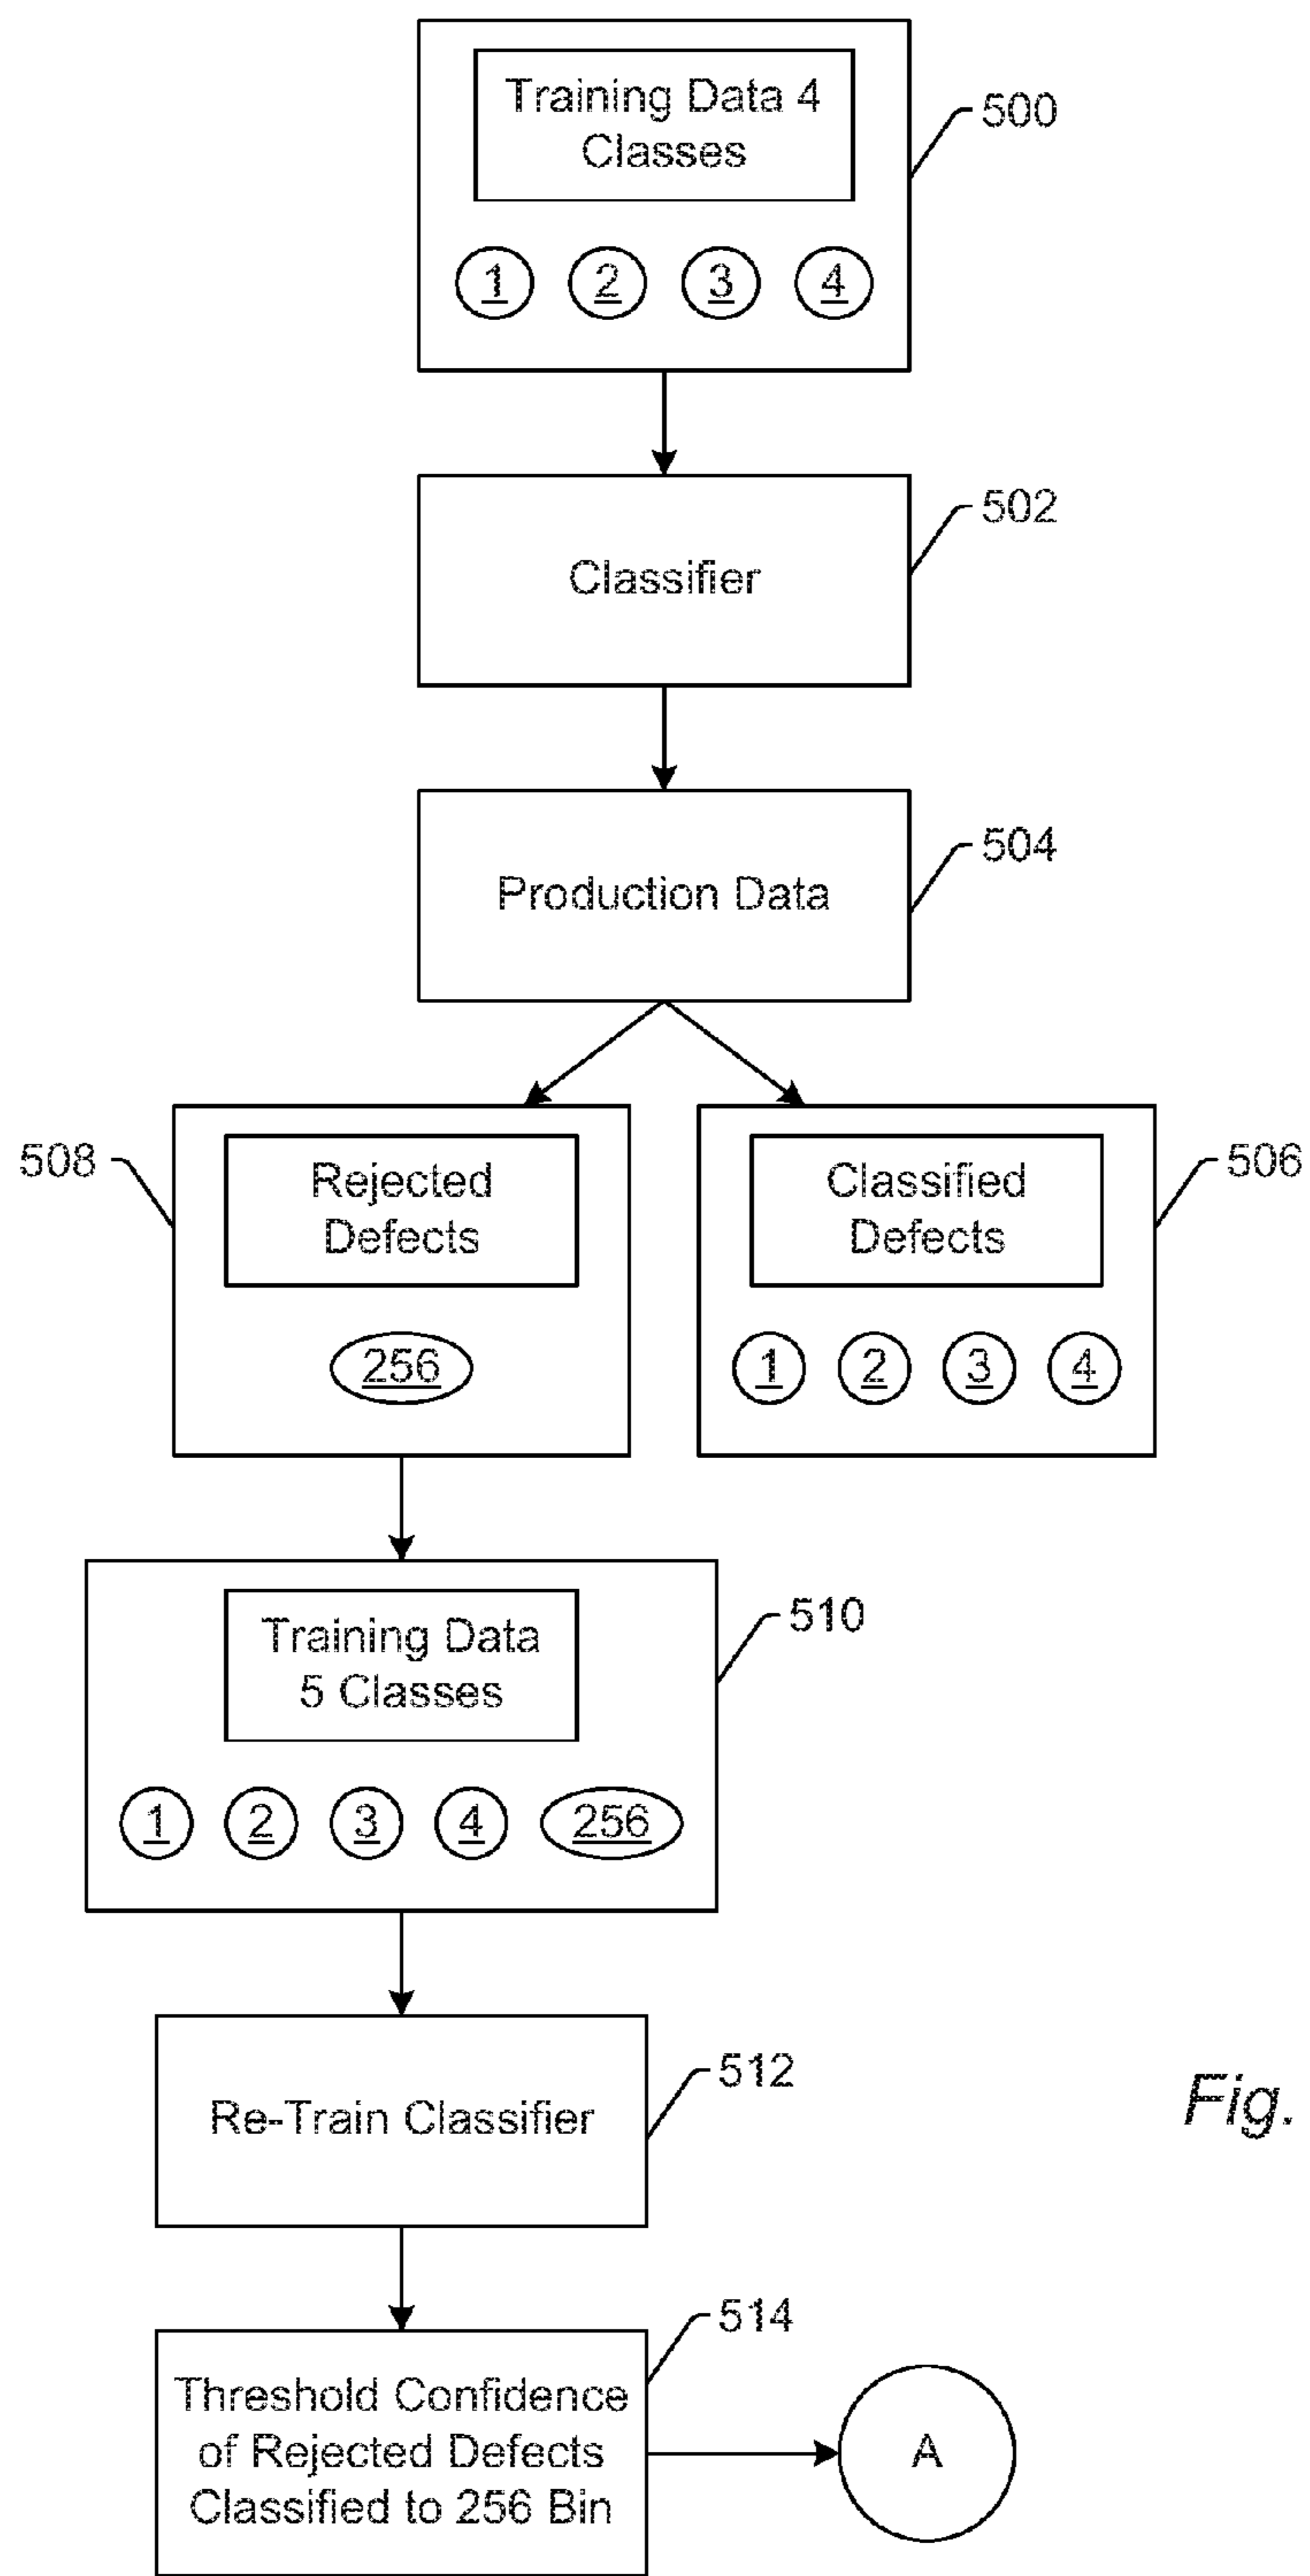 Training Data 4
Classes
500
1 2 3 4
Classifier
502
Production Data
504
Rejected
Defects
508
256
Classified
Defects
506
1 2 3 4
Training Data
5 Classes
510
1 2 3 4 256
Re-Train Classifier
512
Fig.
Threshold Confidence
of Rejected Defects
Classified to 256 Bin
514
A